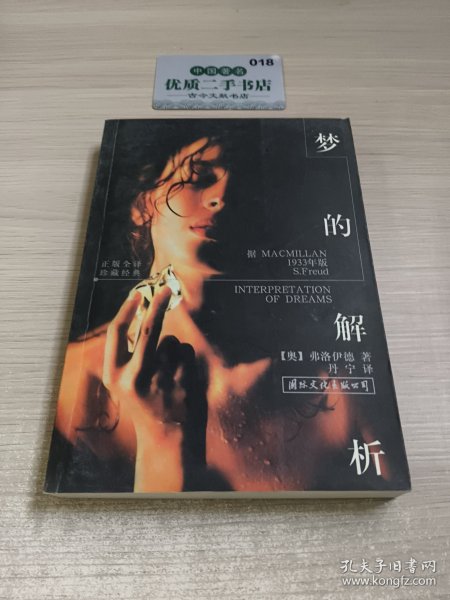 018
中国著名
优质二手书店
古今文献书店
梦的解析
据 MACMILLAN
1933年版
S.Freud
正版全译
珍藏经典
INTERPRETATION
OF DREAMS
【奥】弗洛伊德 著
丹宁 译
国际文化出版公司
孔夫子旧书网
www.kongfz.com